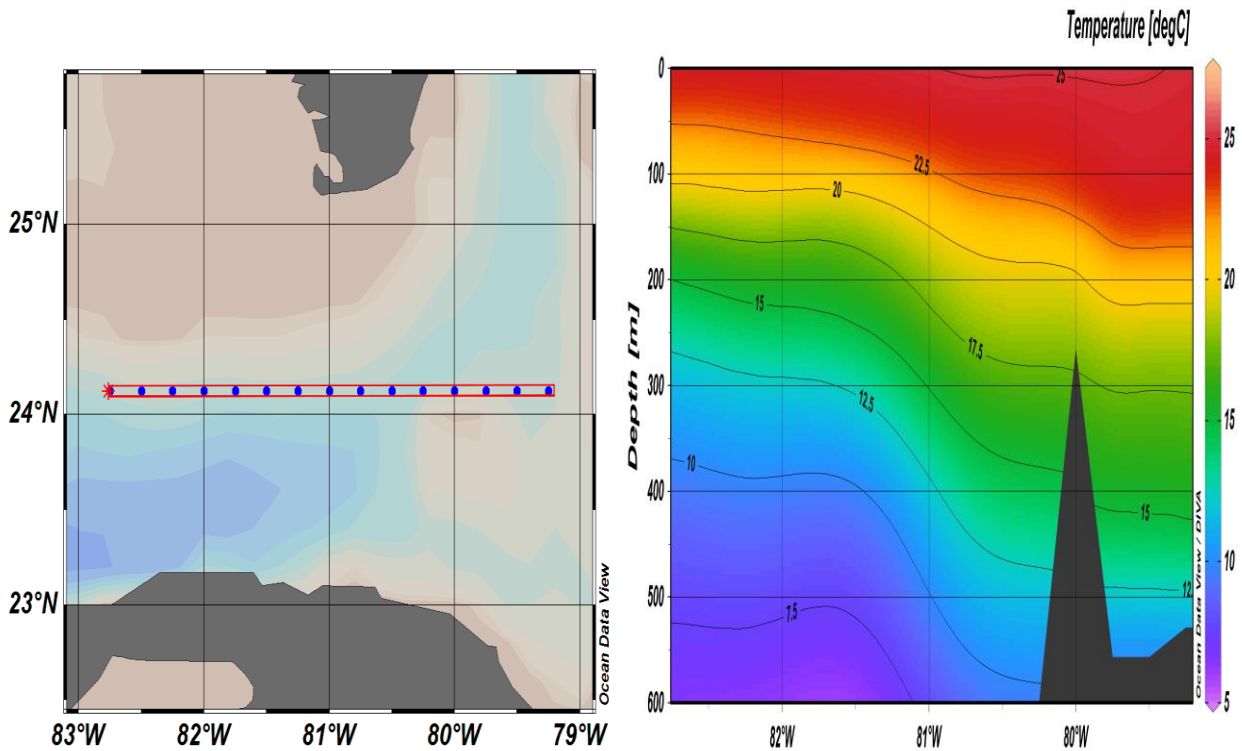 25°N
24°N
23°N
83°W 82°W 81°W 80°W 79°W
Ocean Data View
Temperature [degC]
0
100
200
300
400
500
600
Depth [m]
82°W 81°W 80°W
25
22.5
20
17.5
15
12.5
10
7.5
15
12
25
20
15
10
5
Ocean Data View / DIVA